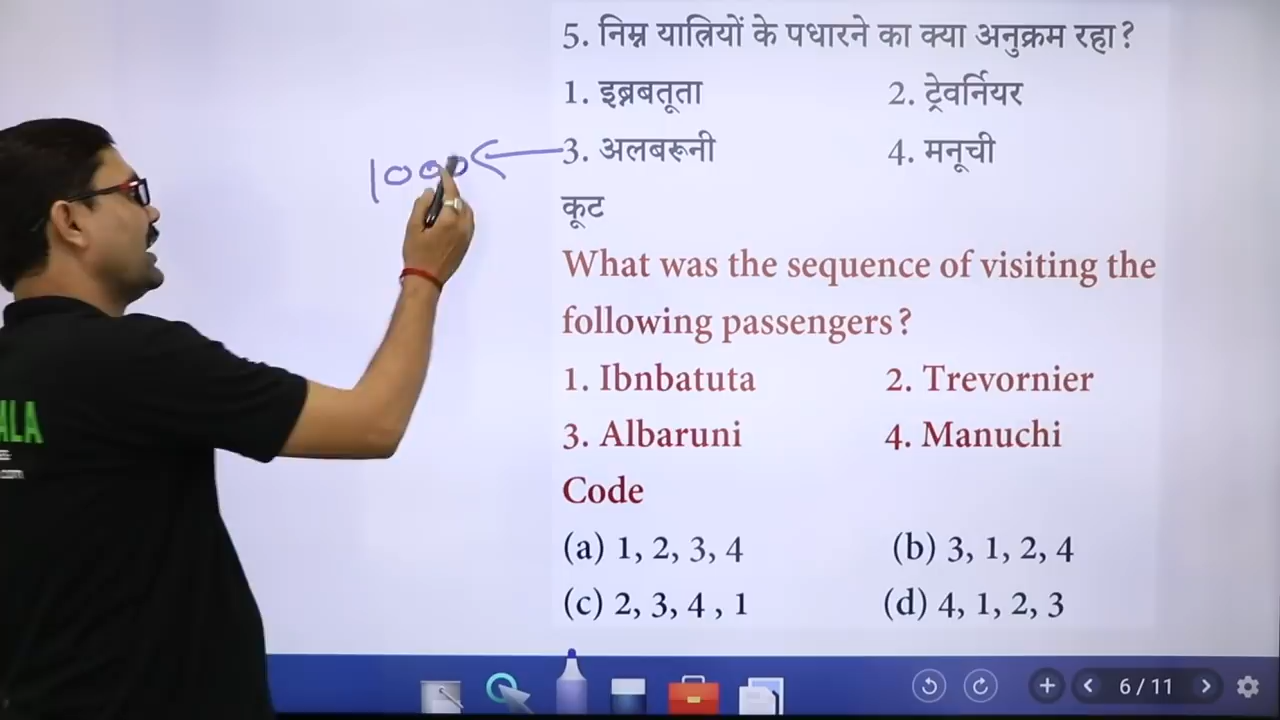 5. निम्न यात्रियों के पधारने का क्या अनुक्रम रहा?
1. इब्नबतूता 2. ट्रेवर्नियर
1000 3. अलबरूनी 4. मनूची
कूट
What was the sequence of visiting the
following passengers?
1. Ibnbatuta 2. Trevornier
3. Albaruni 4. Manuchi
Code
(a) 1, 2, 3, 4 (b) 3, 1, 2, 4
(c) 2, 3, 4 , 1 (d) 4, 1, 2, 3
ALA
6 / 11